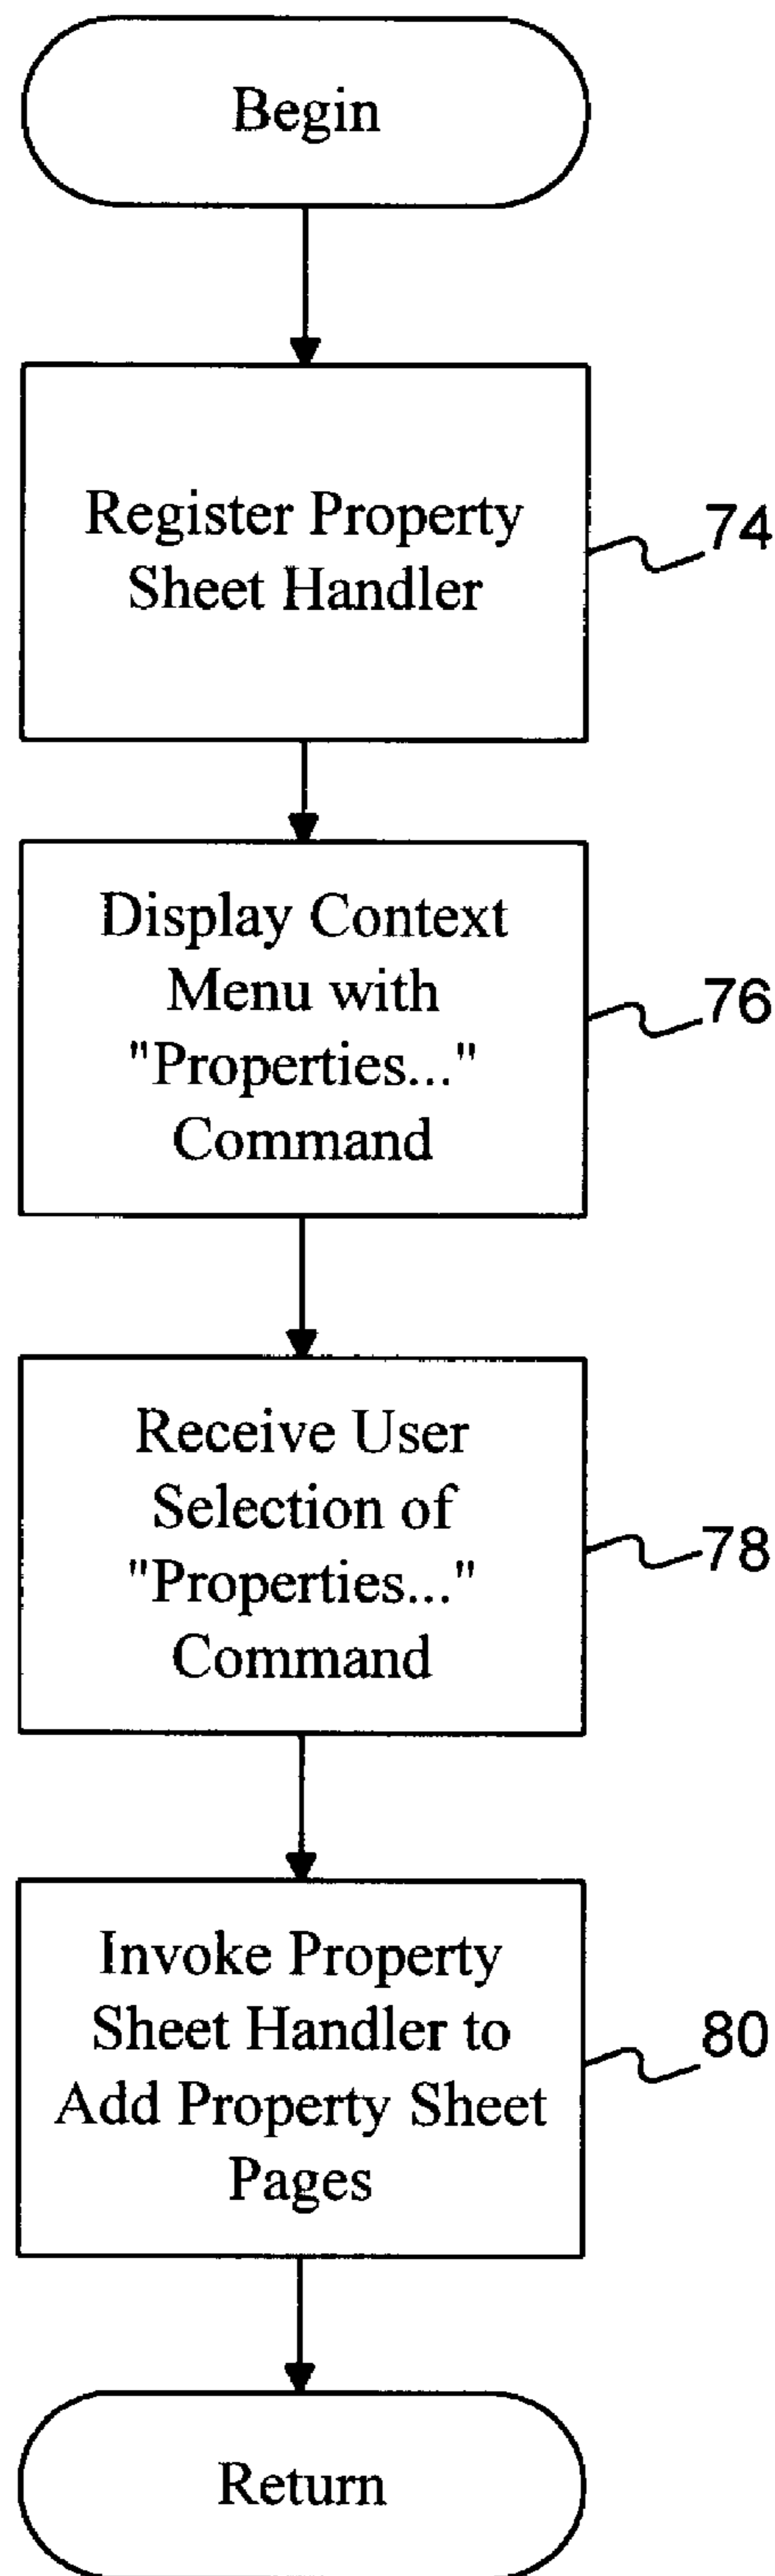 Begin
Register Property
Sheet Handler
74
Display Context
Menu with
"Properties..."
Command
76
Receive User
Selection of
"Properties..."
Command
78
Invoke Property
Sheet Handler to
Add Property Sheet
Pages
80
Return